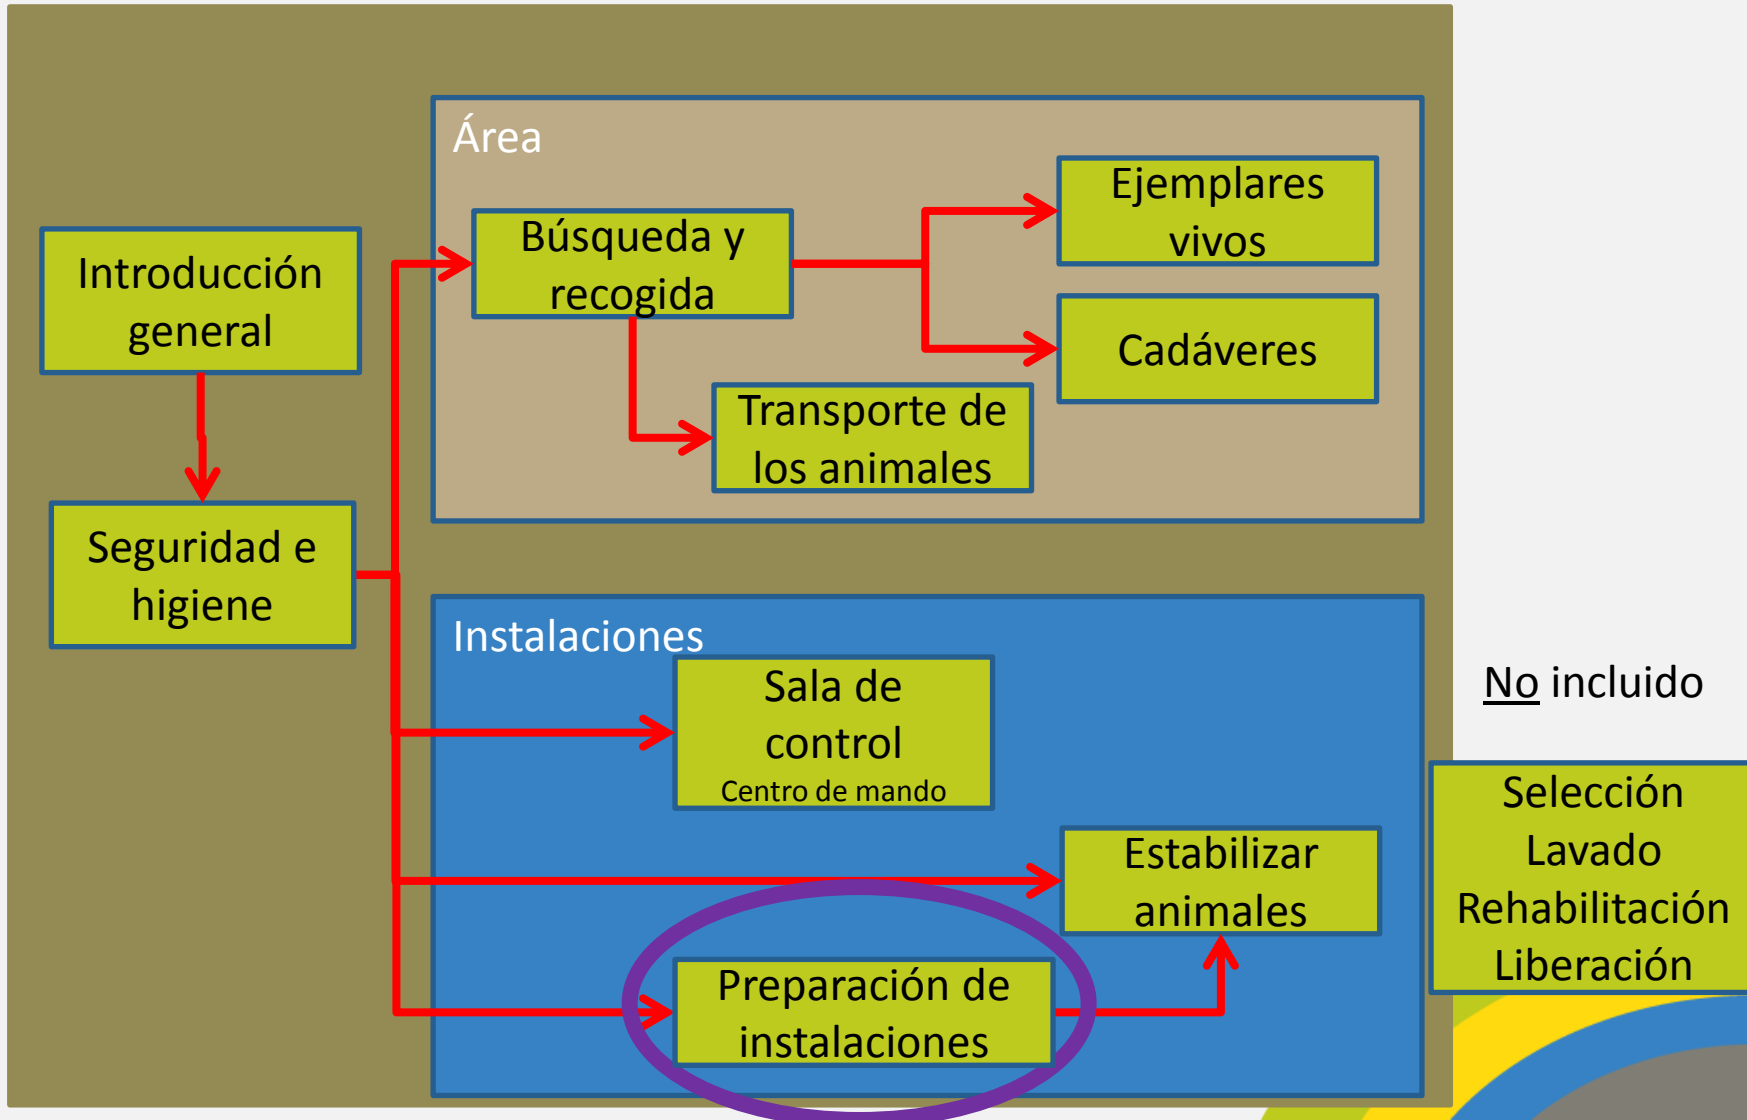 Área
Ejemplares
vivos
Búsqueda y
recogida
Introducción
general
Cadáveres
Transporte de
los animales
Seguridad e
higiene
Instalaciones
Sala de
control
Centro de mando
No incluido
Estabilizar
animales
Selección
Lavado
Rehabilitación
Liberación
Preparación de
instalaciones